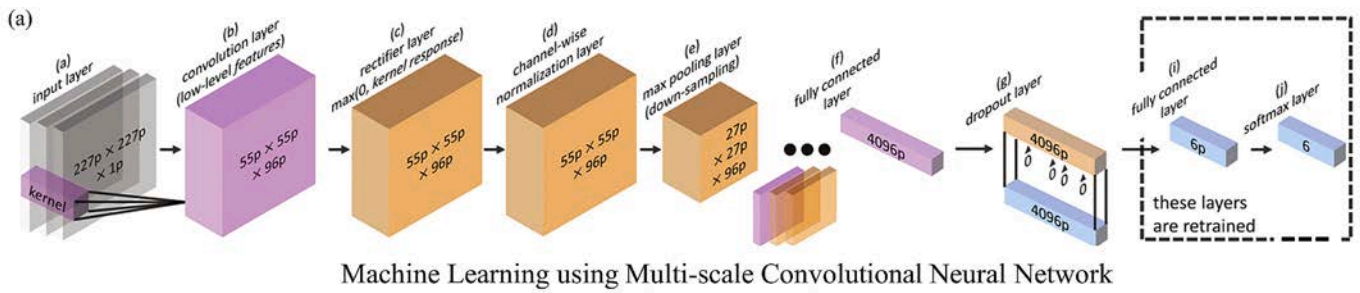 (a)
(a)
input layer
227p × 227p
× 1p
kernel
(b)
convolution layer
(low-level features)
55p × 55p
× 96p
(c)
rectifier layer
max(0, kernel response)
55p × 55p
× 96p
(d)
channel-wise
normalization layer
55p × 55p
× 96p
(e)
max pooling layer
(down-sampling)
27p
× 27p
× 96p
(f)
fully connected
layer
4096p
(g)
dropout layer
4096p
0
0
0
0
4096p
(i)
fully connected
layer
6p
(j)
softmax layer
6
these layers
are retrained
Machine Learning using Multi-scale Convolutional Neural Network